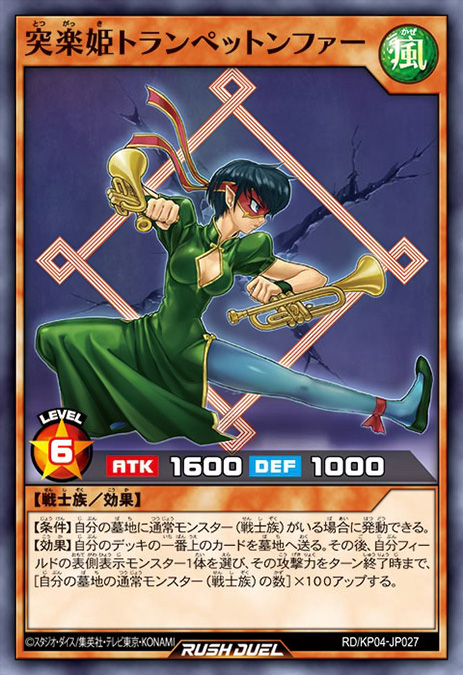 突楽姫トランペットンファー
風
LEVEL
6
ATK 1600 DEF 1000
【戦士族／効果】
【条件】自分の墓地に通常モンスター（戦士族）がいる場合に発動できる。
【効果】自分のデッキの一番上のカードを墓地へ送る。その後、自分フィー
ルドの表側表示モンスター1体を選び、その攻撃力をターン終了時まで、
［自分の墓地の通常モンスター（戦士族）の数］×100アップする。
©スタジオ・ダイス/集英社・テレビ東京・KONAMI
RUSH DUEL
RD/KP04-JP027